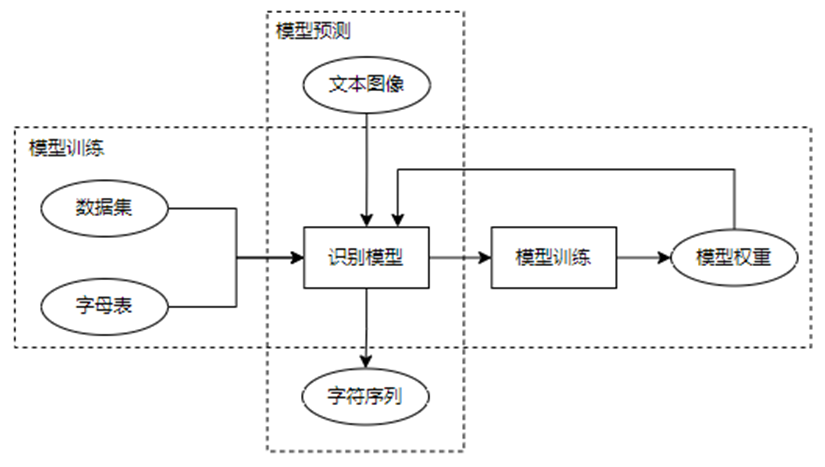 模型预测
文本图像
模型训练
数据集
识别模型
模型训练
模型权重
字母表
字符序列